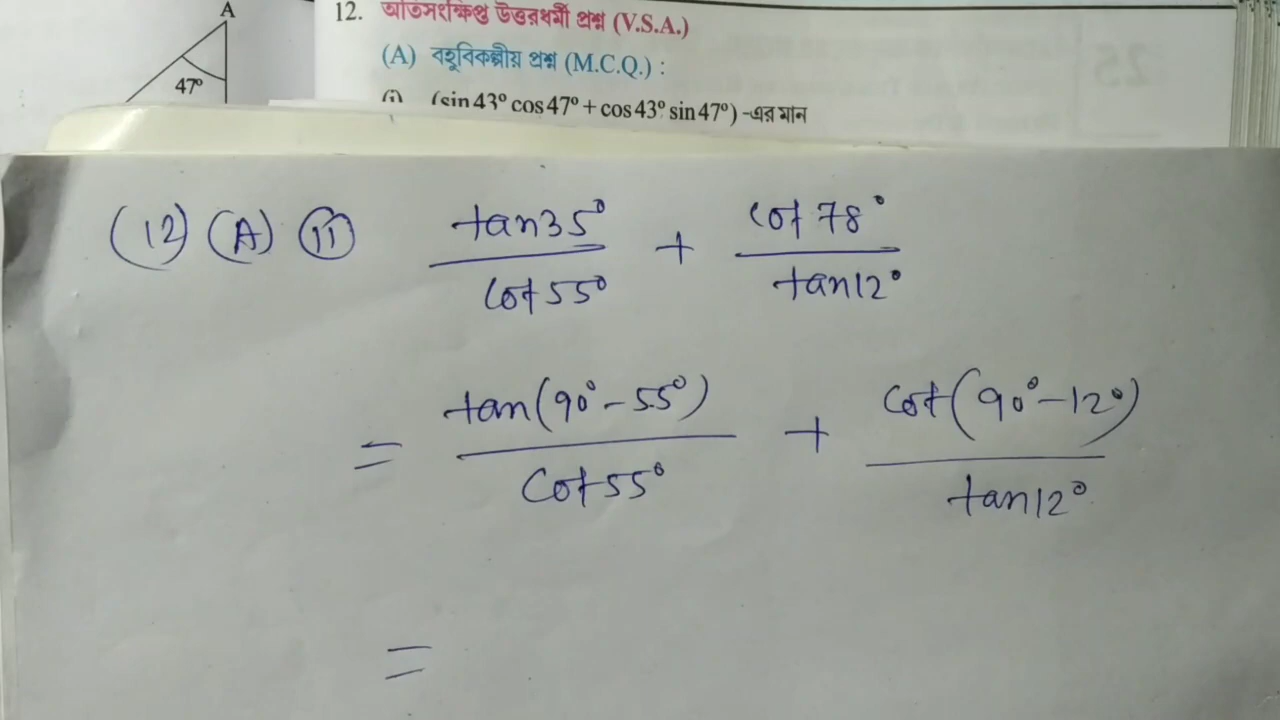 A
47°
12. অতিসংক্ষিপ্ত উত্তরধর্মী প্রশ্ন (V.S.A.)
(A) বহুবিকল্পীয় প্রশ্ন (M.C.Q.) :
(i) (sin 43° cos 47° + cos 43° sin 47°) -এর মান
(12) (A) (ii) tan35° / cot55° + cot78° / tan12°
= tan(90°-55°) / cot55° + cot(90°-12°) / tan12°
=